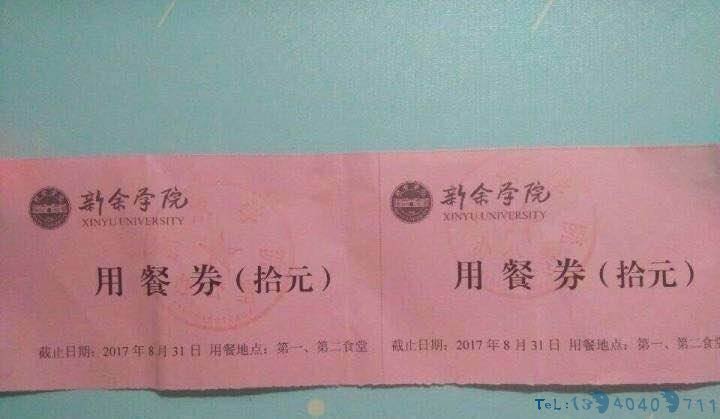 新余学院
XINYU UNIVERSITY
用餐券（拾元）
截止日期：2017年8月31日 用餐地点：第一、第二食堂
新余学院
XINYU UNIVERSITY
用餐券（拾元）
截止日期：2017年8月31日 用餐地点：第一、第二食堂
TeL: